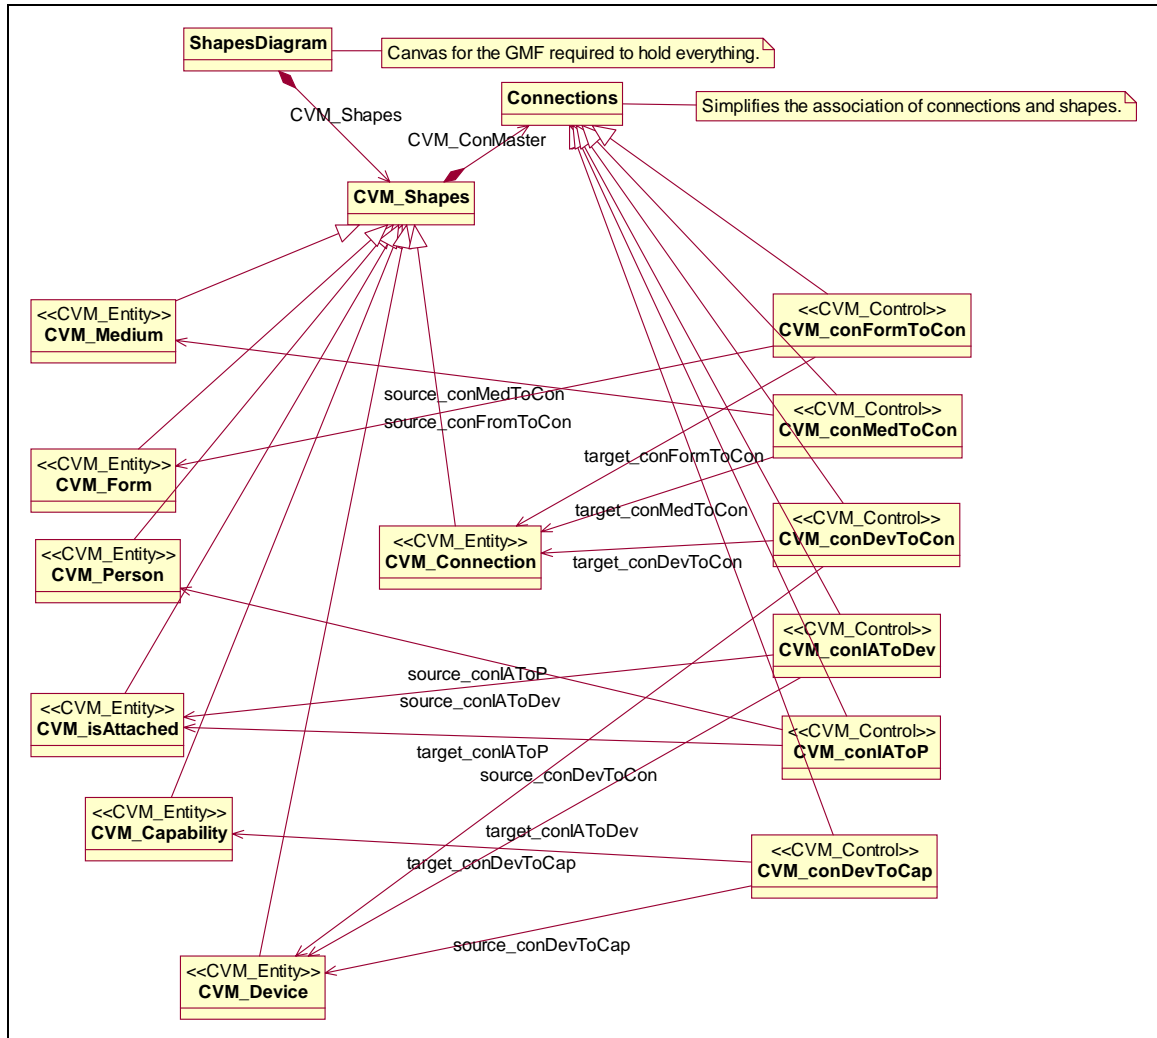 ShapesDiagram
Canvas for the GMF required to hold everything.
Connections
Simplifies the association of connections and shapes.
CVM_Shapes
CVM_ConMaster
CVM_Shapes
<<CVM_Entity>>
CVM_Medium
<<CVM_Control>>
CVM_conFormToCon
source_conMedToCon
<<CVM_Control>>
CVM_conMedToCon
source_conFromToCon
<<CVM_Entity>>
CVM_Form
target_conFormToCon
target_conMedToCon
<<CVM_Control>>
CVM_conDevToCon
<<CVM_Entity>>
CVM_Connection
target_conDevToCon
<<CVM_Entity>>
CVM_Person
<<CVM_Control>>
CVM_conIAToDev
source_conIAToP
source_conIAToDev
<<CVM_Entity>>
CVM_isAttached
<<CVM_Control>>
CVM_conIAToP
target_conIAToP
source_conDevToCon
<<CVM_Entity>>
CVM_Capability
target_conIAToDev
target_conDevToCap
<<CVM_Control>>
CVM_conDevToCap
source_conDevToCap
<<CVM_Entity>>
CVM_Device